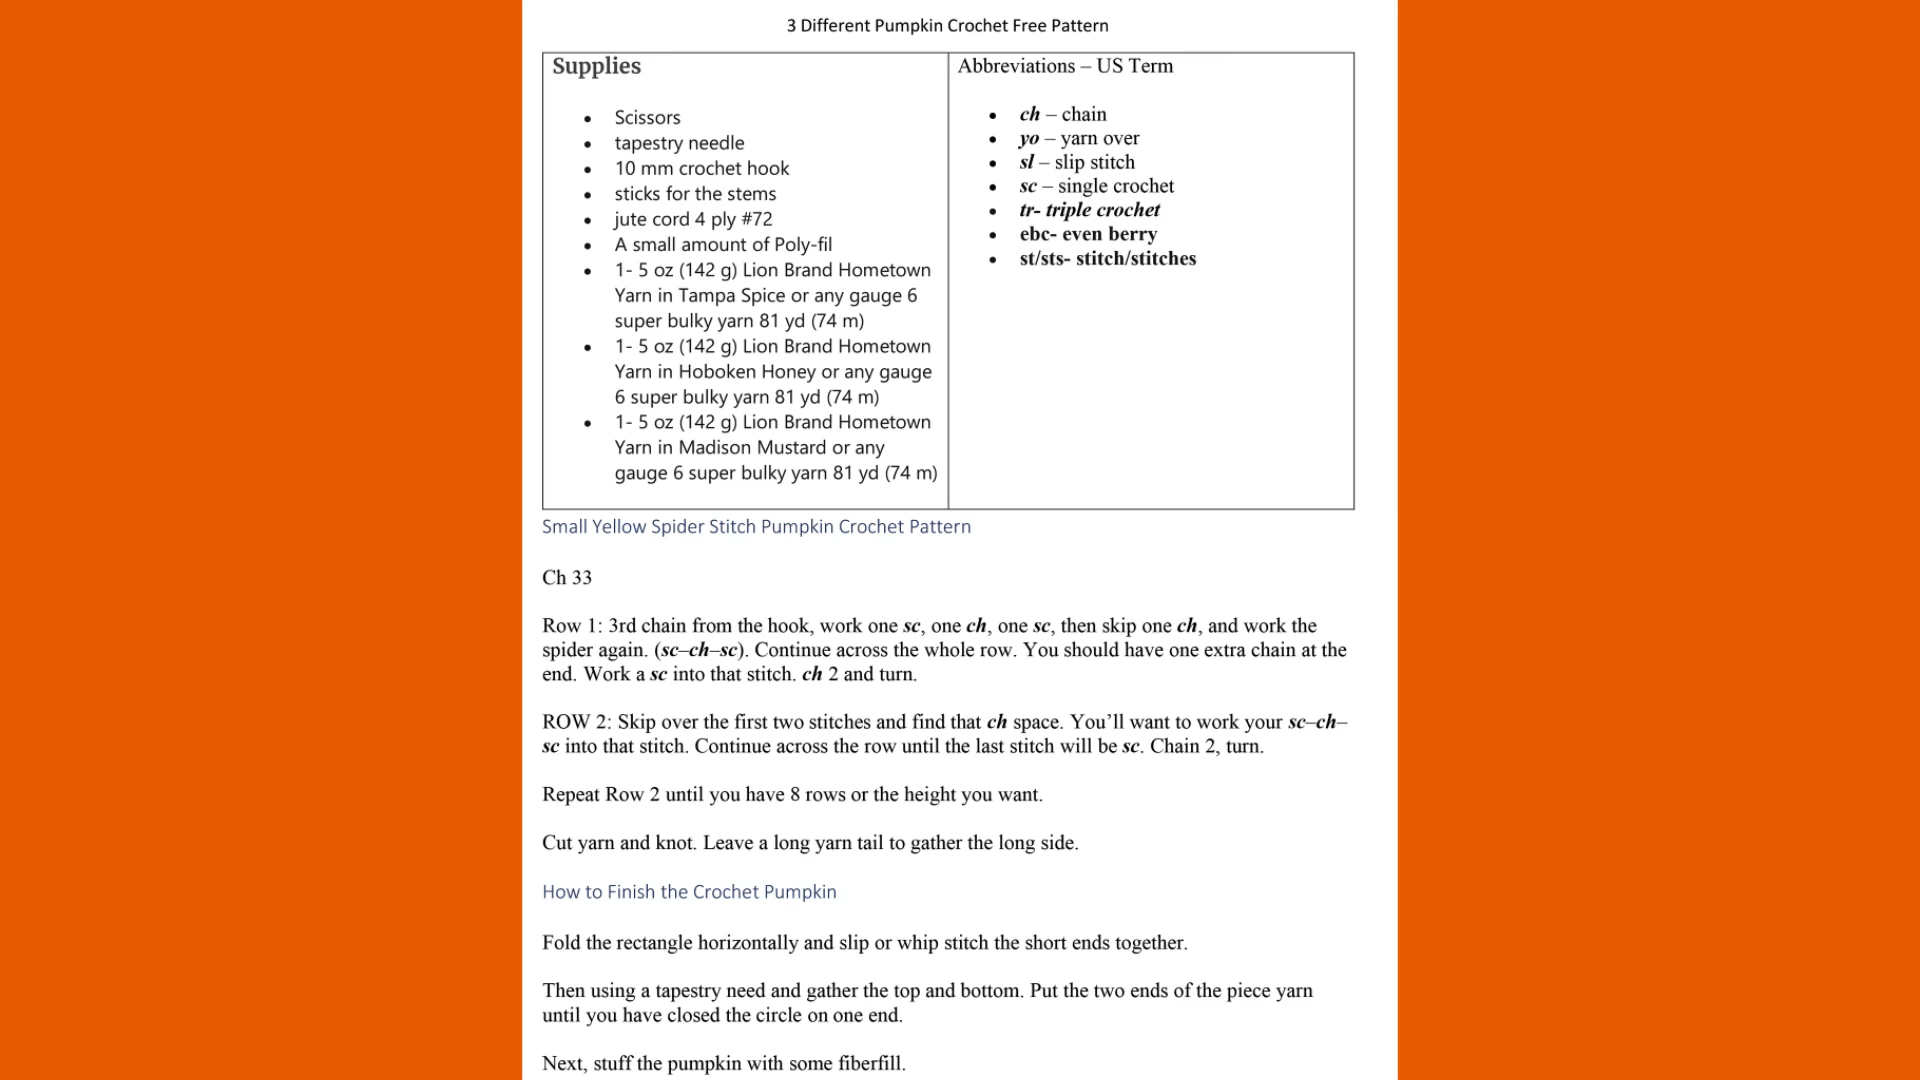 3 Different Pumpkin Crochet Free Pattern
Supplies
• Scissors
• tapestry needle
• 10 mm crochet hook
• sticks for the stems
• jute cord 4 ply #72
• A small amount of Poly-fil
• 1- 5 oz (142 g) Lion Brand Hometown
Yarn in Tampa Spice or any gauge 6
super bulky yarn 81 yd (74 m)
• 1- 5 oz (142 g) Lion Brand Hometown
Yarn in Hoboken Honey or any gauge
6 super bulky yarn 81 yd (74 m)
• 1- 5 oz (142 g) Lion Brand Hometown
Yarn in Madison Mustard or any
gauge 6 super bulky yarn 81 yd (74 m)
Abbreviations – US Term
• ch – chain
• yo – yarn over
• sl – slip stitch
• sc – single crochet
• tr- triple crochet
• ebc- even berry
• st/sts- stitch/stitches
Small Yellow Spider Stitch Pumpkin Crochet Pattern
Ch 33
Row 1: 3rd chain from the hook, work one sc, one ch, one sc, then skip one ch, and work the
spider again. (sc–ch–sc). Continue across the whole row. You should have one extra chain at the
end. Work a sc into that stitch. ch 2 and turn.
ROW 2: Skip over the first two stitches and find that ch space. You’ll want to work your sc–ch–
sc into that stitch. Continue across the row until the last stitch will be sc. Chain 2, turn.
Repeat Row 2 until you have 8 rows or the height you want.
Cut yarn and knot. Leave a long yarn tail to gather the long side.
How to Finish the Crochet Pumpkin
Fold the rectangle horizontally and slip or whip stitch the short ends together.
Then using a tapestry need and gather the top and bottom. Put the two ends of the piece yarn
until you have closed the circle on one end.
Next, stuff the pumpkin with some fiberfill.